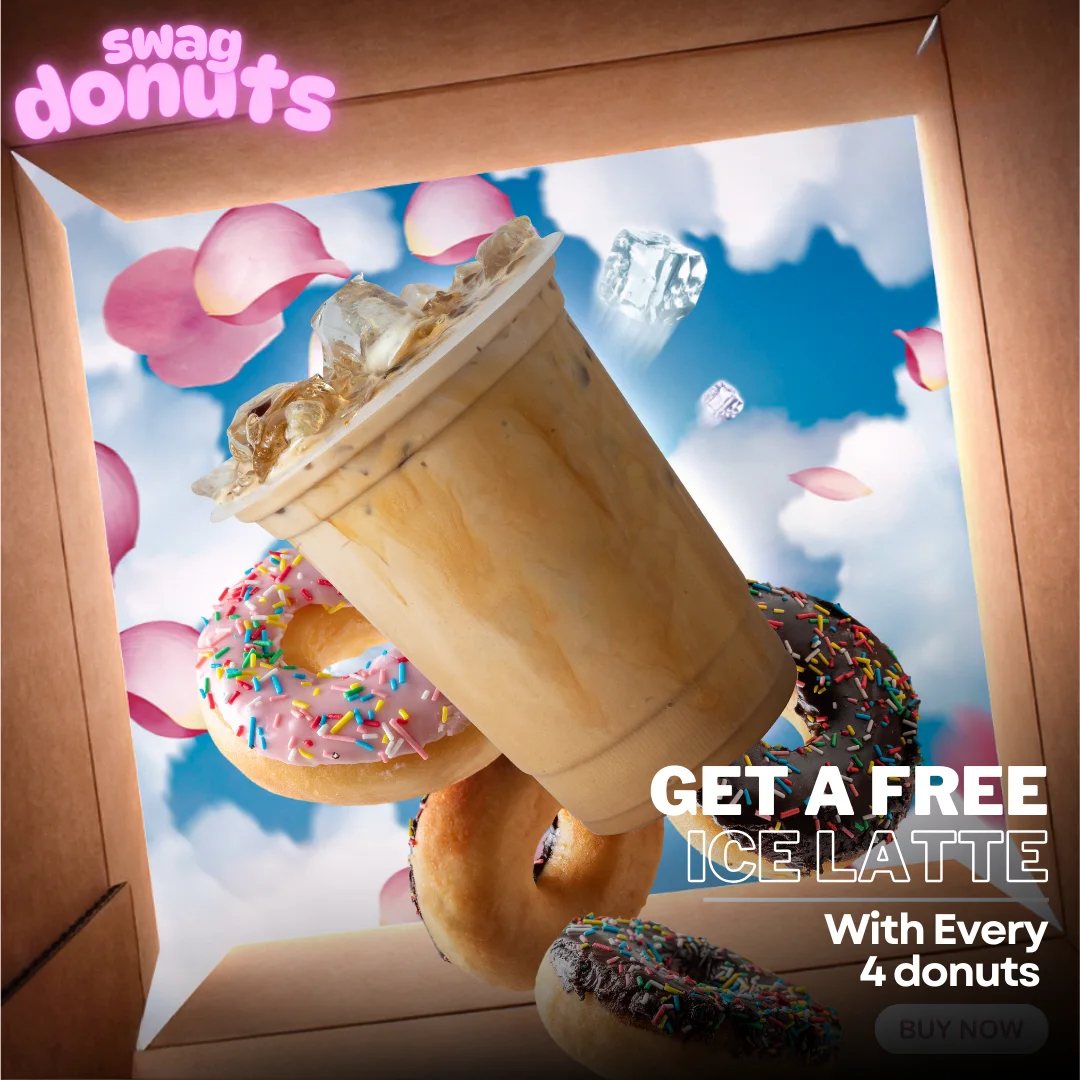 swag
donuts
GET A FREE
ICE LATTE
With Every
4 donuts
BUY NOW